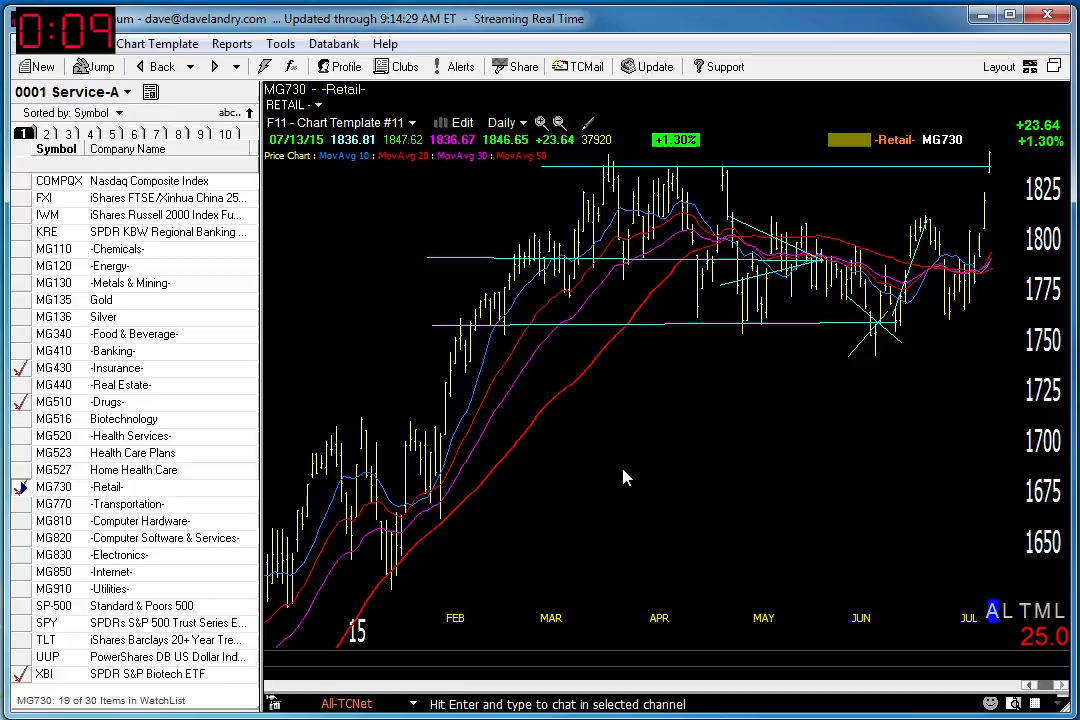 0:09
um - dave@davelandry.com ... Updated through 9:14:29 AM ET - Streaming Real Time
Chart Template Reports Tools Databank Help
New Jump Back Profile Clubs Alerts Share TCMail Update Support Layout
0001 Service-A
Sorted by: Symbol abc..
1 2 3 4 5 6 7 8 9 10
Symbol Company Name
COMPQX Nasdaq Composite Index
FXI iShares FTSE/Xinhua China 25...
IWM iShares Russell 2000 Index Fu...
KRE SPDR KBW Regional Banking ...
MG110 -Chemicals-
MG120 -Energy-
MG130 -Metals & Mining-
MG135 Gold
MG136 Silver
MG340 -Food & Beverage-
MG410 -Banking-
MG430 -Insurance-
MG440 -Real Estate-
MG510 -Drugs-
MG516 Biotechnology
MG520 -Health Services-
MG523 Health Care Plans
MG527 Home Health Care
MG730 -Retail-
MG770 -Transportation-
MG810 -Computer Hardware-
MG820 -Computer Software & Services-
MG830 -Electronics-
MG850 -Internet-
MG910 -Utilities-
SP-500 Standard & Poors 500
SPY SPDRs S&P 500 Trust Series E...
TLT iShares Barclays 20+ Year Tre...
UUP PowerShares DB US Dollar Ind...
XBI SPDR S&P Biotech ETF
MG730: 19 of 30 Items in WatchList
MG730 - -Retail-
RETAIL -
F11 - Chart Template #11 Edit Daily
07/13/15 1836.81 1847.62 1836.67 1846.65 +23.64 37920 +1.30% -Retail- MG730
+23.64
+1.30%
Price Chart : MovAvg 10 : MovAvg 20 : MovAvg 30 : MovAvg 50
1825
1800
1775
1750
1725
1700
1675
1650
15 FEB MAR APR MAY JUN JUL
A L T M L
25.0
All-TCNet Hit Enter and type to chat in selected channel